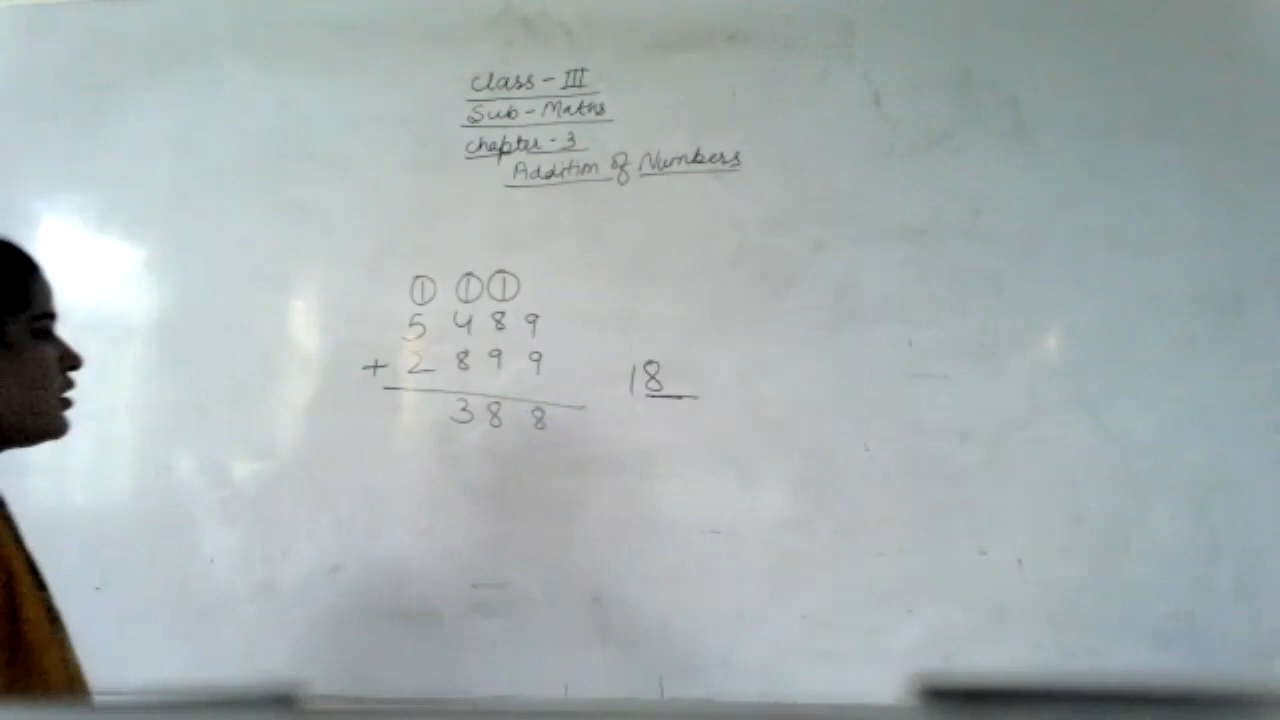 Class - III
Sub - Maths
Chapter - 3
Addition of Numbers
① ① ①
5 4 8 9
+ 2 8 9 9
3 8 8
18